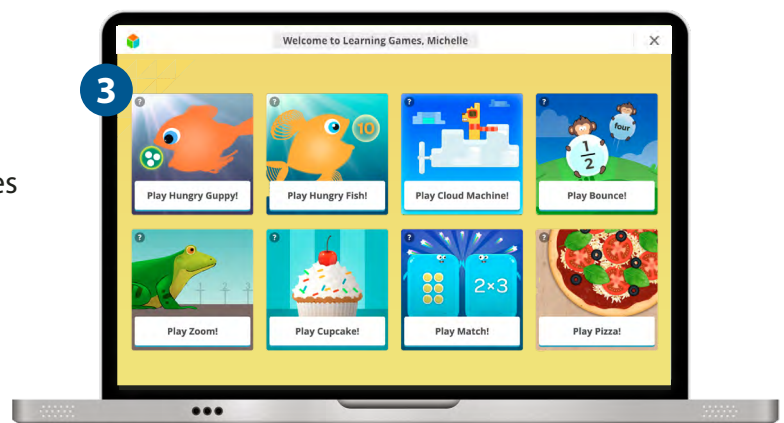 Welcome to Learning Games, Michelle
3
es
? ? ? ?
10
four
1
2
Play Hungry Guppy! Play Hungry Fish! Play Cloud Machine! Play Bounce!
? ? ? ?
2×3
Play Zoom! Play Cupcake! Play Match! Play Pizza!